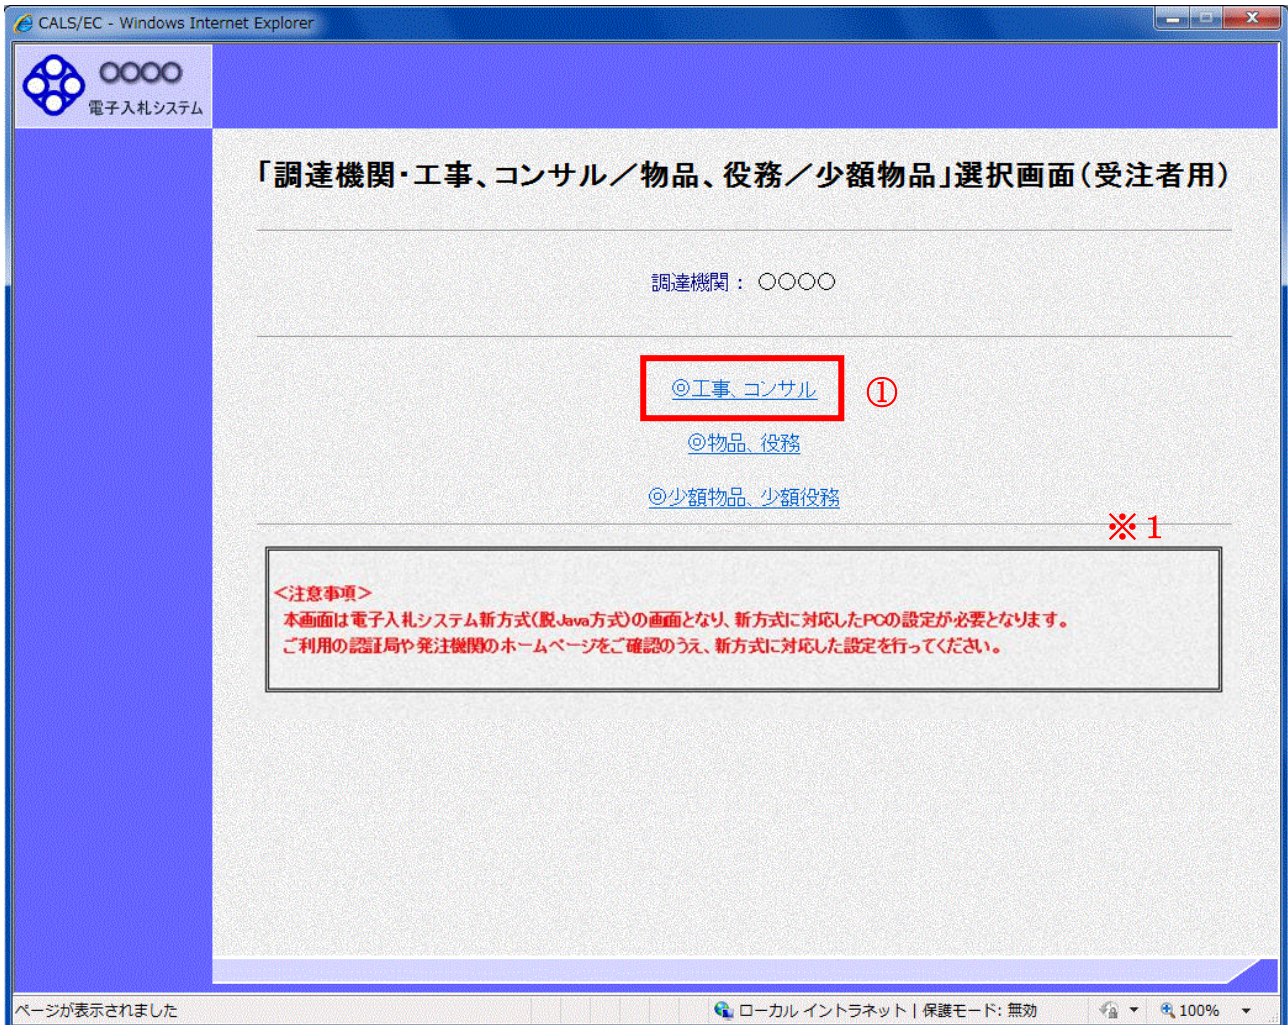 CALS/EC - Windows Internet Explorer
○○○○
電子入札システム
「調達機関・工事、コンサル／物品、役務／少額物品」選択画面(受注者用)
調達機関： ○○○○
◎工事、コンサル ①
◎物品、役務
◎少額物品、少額役務
※1
＜注意事項＞
本画面は電子入札システム新方式(脱Java方式)の画面となり、新方式に対応したPCの設定が必要となります。
ご利用の認証局や発注機関のホームページをご確認のうえ、新方式に対応した設定を行ってください。
ページが表示されました
ローカル イントラネット | 保護モード: 無効
100%